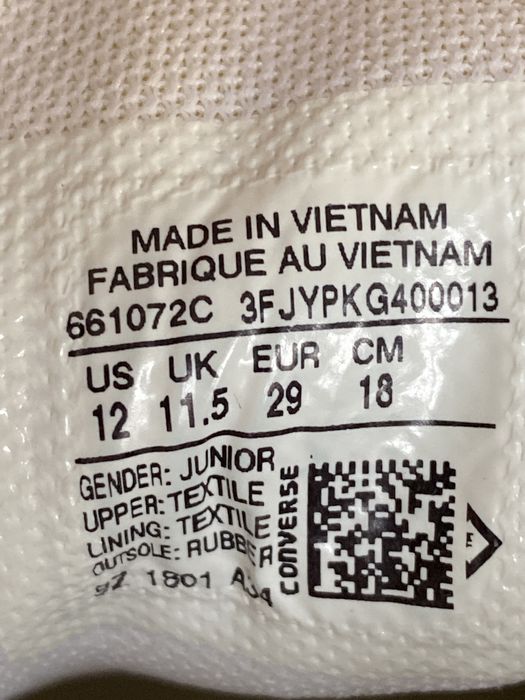 MADE IN VIETNAM
FABRIQUE AU VIETNAM
661072C 3FJYPKG400013
US UK EUR CM
12 11.5 29 18
GENDER: JUNIOR
UPPER: TEXTILE
LINING: TEXTILE
OUTSOLE: RUBBER
1801
CONVERSE
E